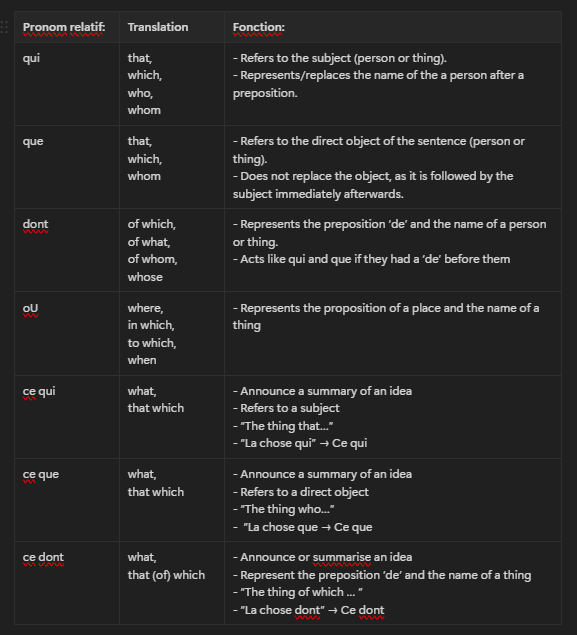 Pronom relatif: Translation Fonction:
qui that, - Refers to the subject (person or thing).
which, - Represents/replaces the name of the a person after a
who, preposition.
whom
que that, - Refers to the direct object of the sentence (person or
which, thing).
whom - Does not replace the object, as it is followed by the
subject immediately afterwards.
dont of which, - Represents the preposition ‘de’ and the name of a person
of what, or thing.
of whom, - Acts like qui and que if they had a ‘de’ before them
whose
oU where, - Represents the proposition of a place and the name of a
in which, thing
to which,
when
ce qui what, - Announce a summary of an idea
that which - Refers to a subject
- “The thing that...”
- “La chose qui” → Ce qui
ce que what, - Announce a summary of an idea
that which - Refers to a direct object
- “The thing who...”
- “La chose que → Ce que
ce dont what, - Announce or summarise an idea
that (of) which - Represent the preposition ‘de’ and the name of a thing
- “The thing of which ... “
- “La chose dont” → Ce dont